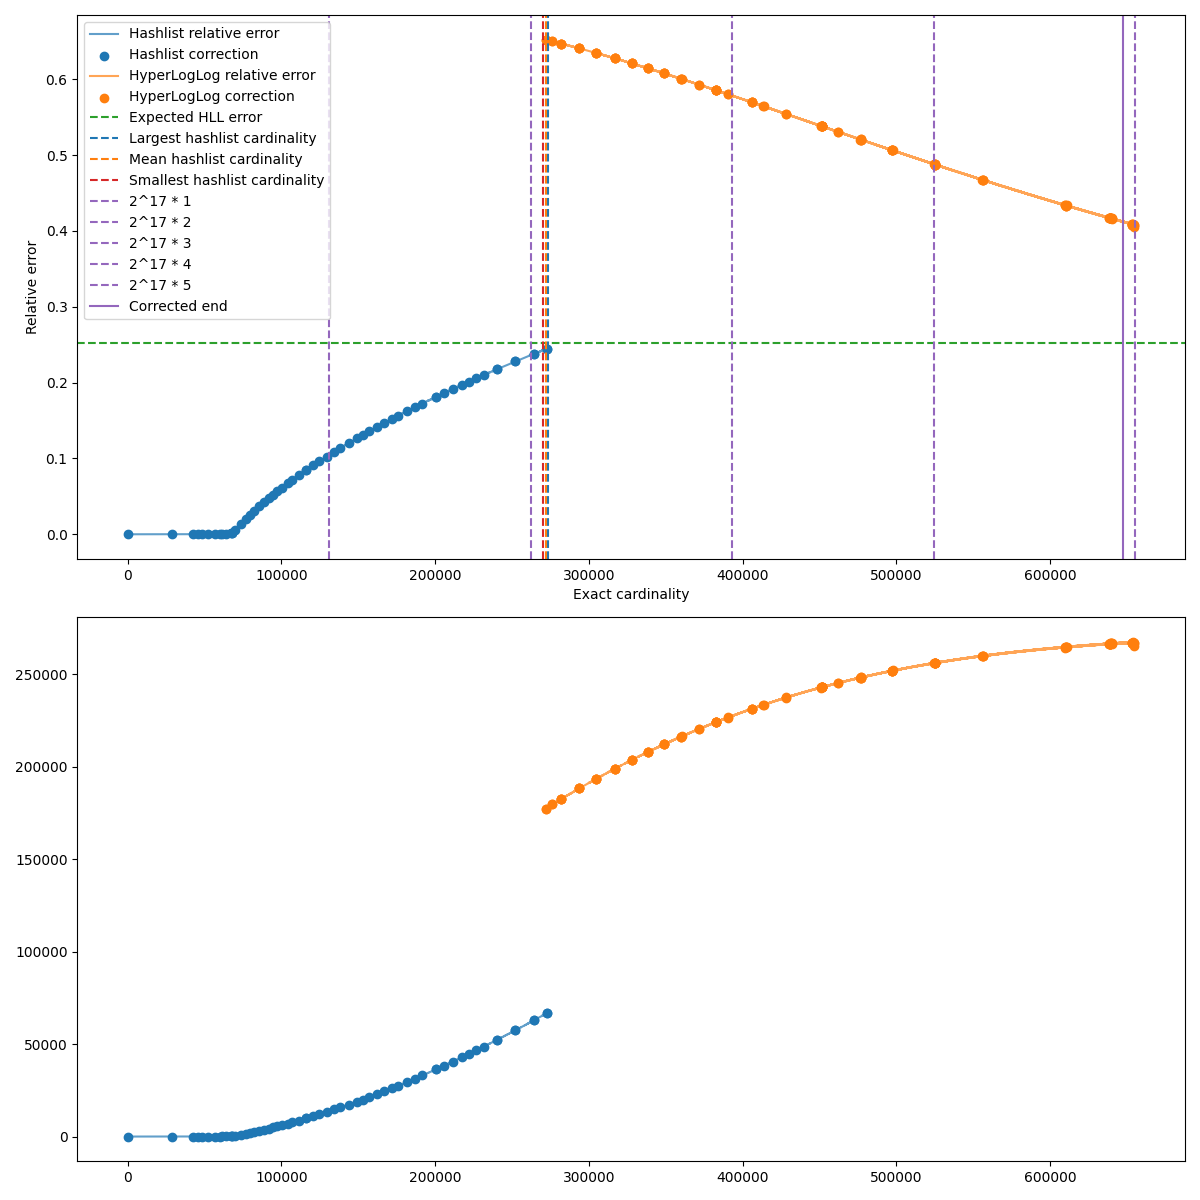 Hashlist relative error
Hashlist correction
HyperLogLog relative error
HyperLogLog correction
Expected HLL error
Largest hashlist cardinality
Mean hashlist cardinality
Smallest hashlist cardinality
2^17 * 1
2^17 * 2
2^17 * 3
2^17 * 4
2^17 * 5
Corrected end
Relative error
0.6
0.5
0.4
0.3
0.2
0.1
0.0
0 100000 200000 300000 400000 500000 600000
Exact cardinality
250000
200000
150000
100000
50000
0
0 100000 200000 300000 400000 500000 600000